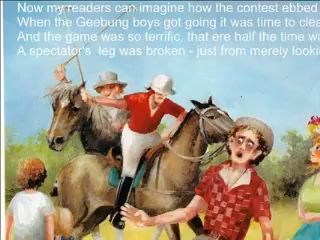 Now my readers can imagine how the contest ebbed
When the Geebung boys got going it was time to clea
And the game was so terrific, that ere half the time wa
A spectator's leg was broken - just from merely looki